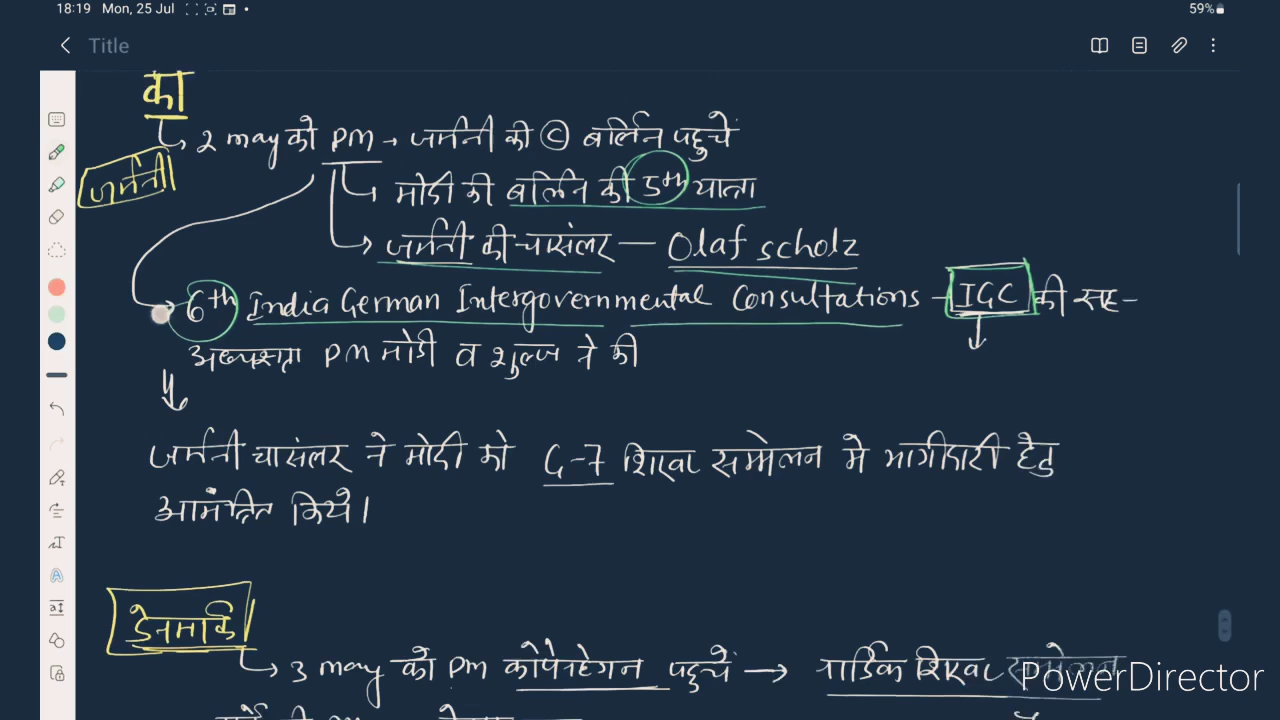 18:19 Mon, 25 Jul
59%
Title
का
2 may को PM → जर्मनी की © बर्लिन पहुचें
जर्मनी
मोदी की बर्लिन की 5th यात्रा
जर्मनी की चासंलर — Olaf scholz
6th India German Intergovernmental Consultations - IGC की सह-
अध्यक्षता PM मोदी व शुल्ज ने की
जर्मनी चासंलर ने मोदी को G-7 शिखर सम्मेलन मे भागीदारी हेतु
आमंत्रित किये।
डेनमार्क
3 may को PM कोपैनहेगन पहुचें → नार्डिक शिखर सम्मेलन
PowerDirector